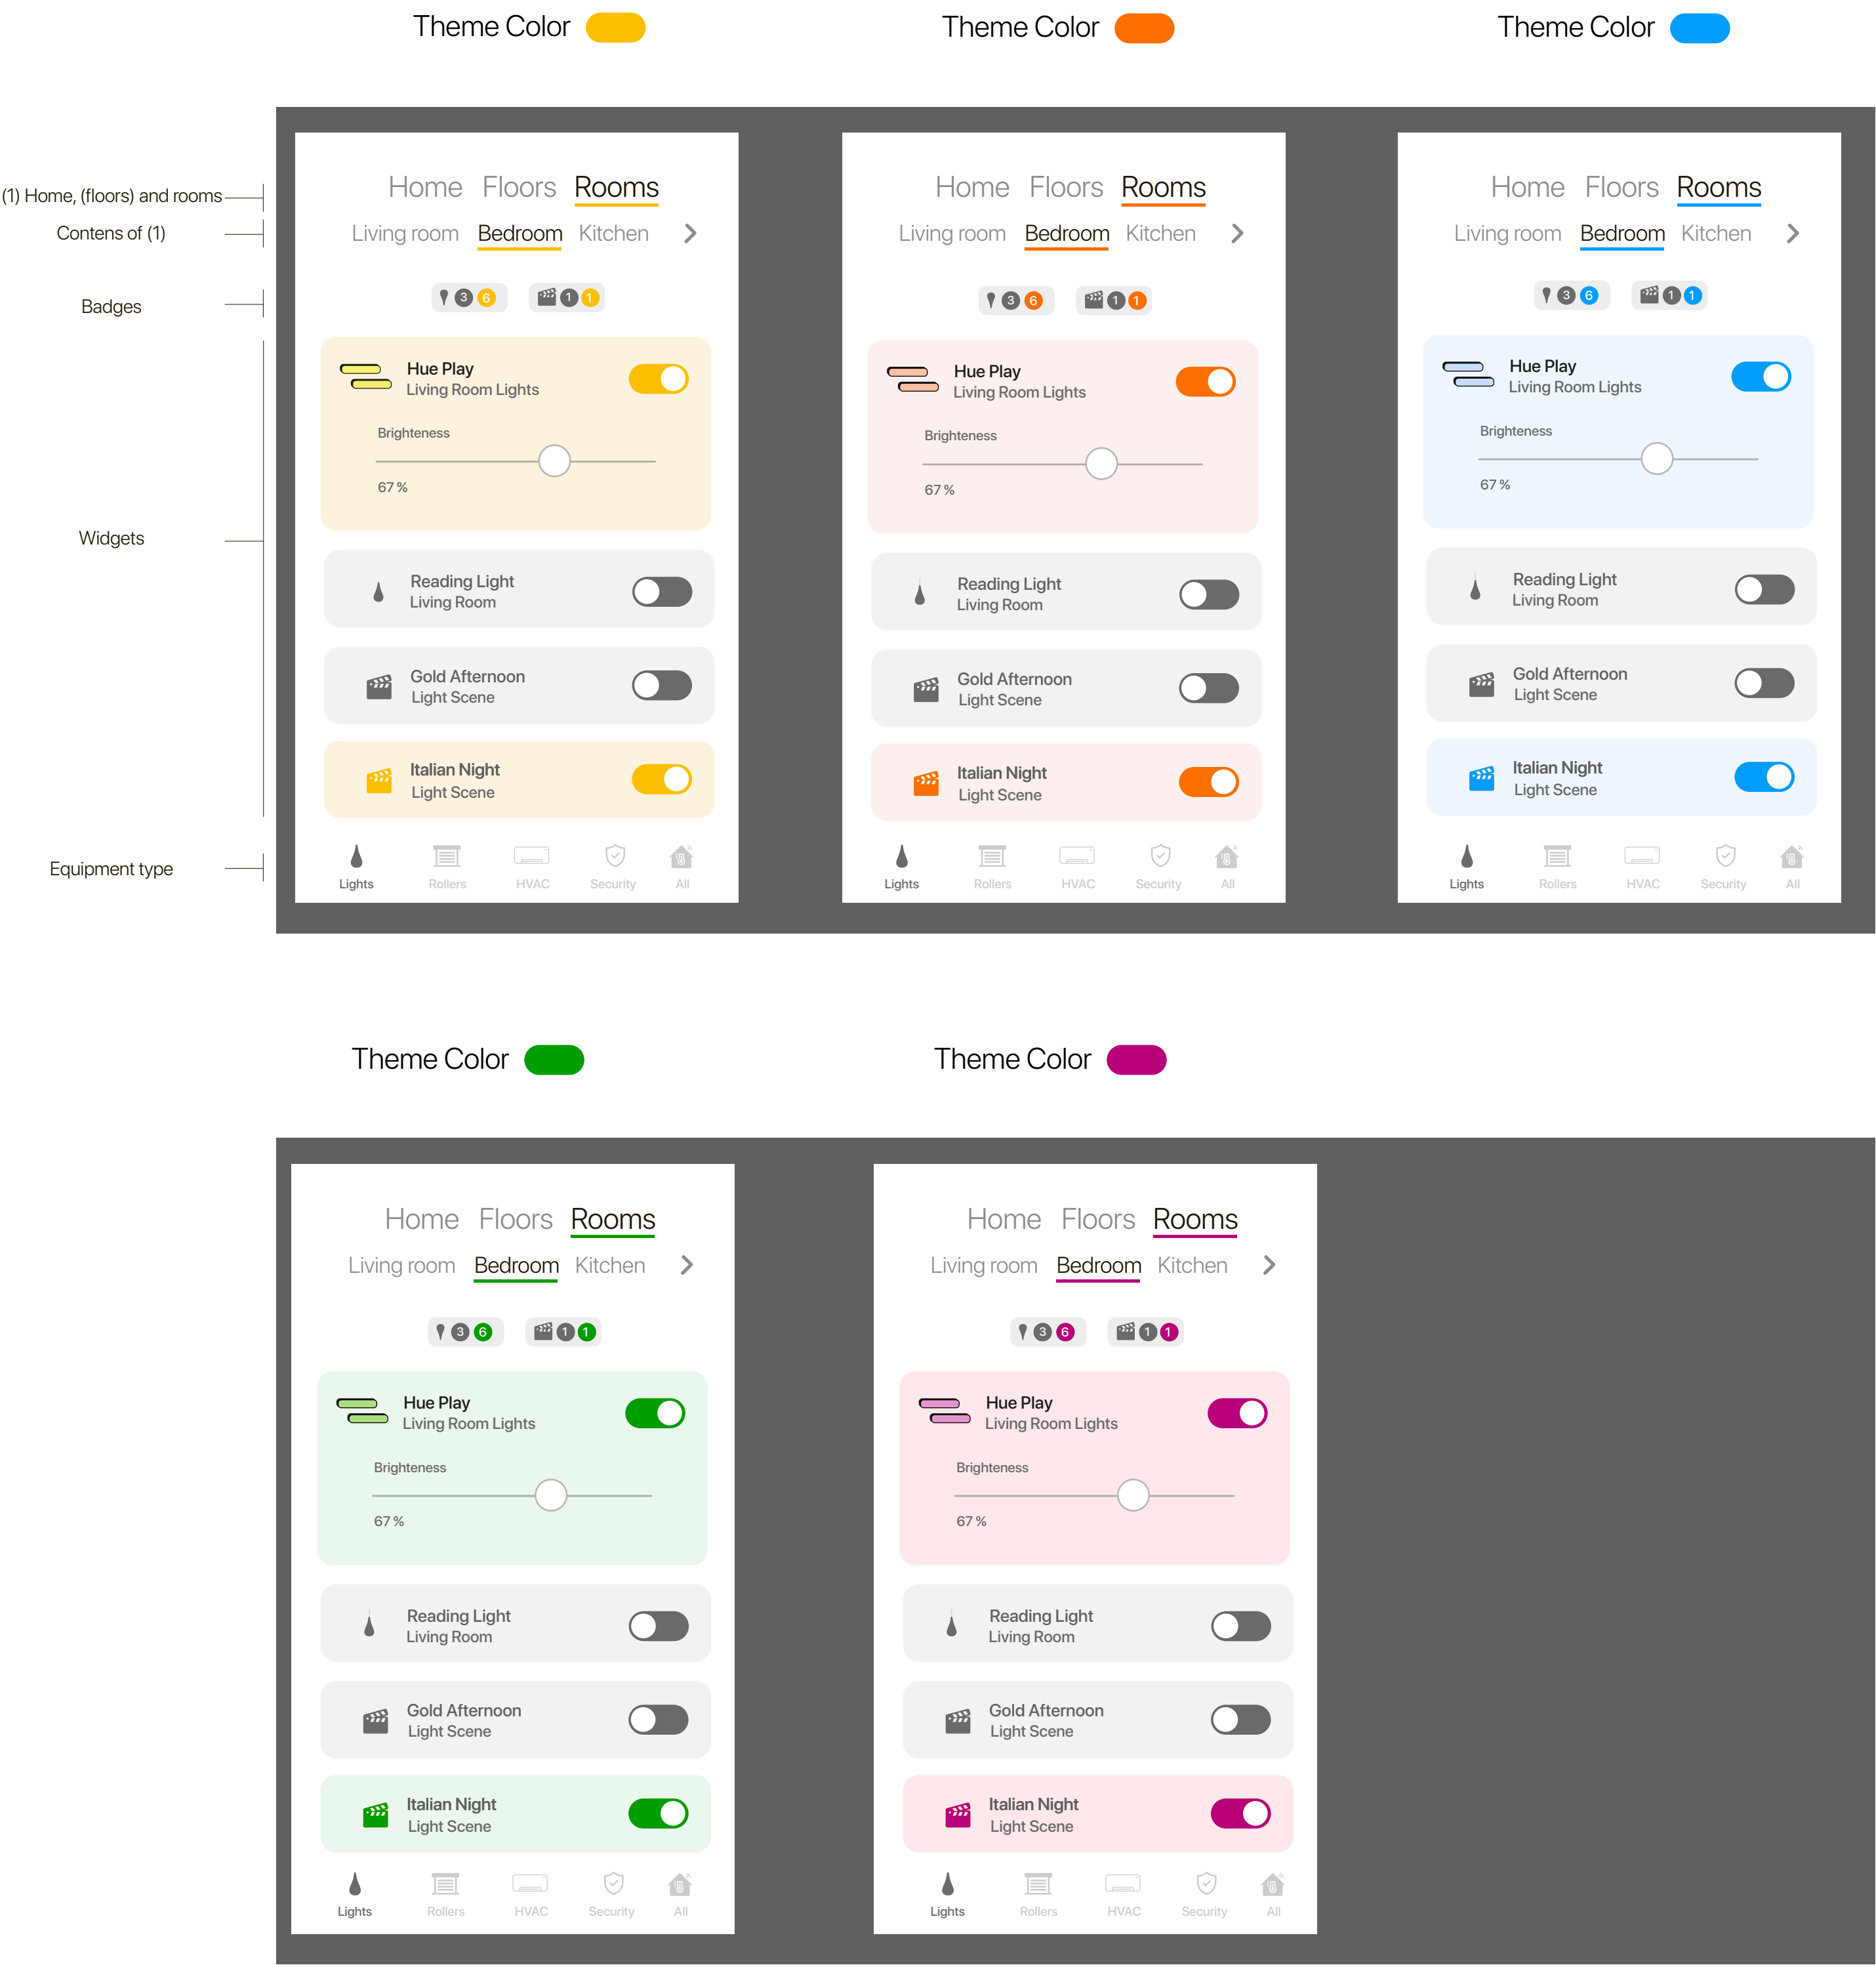 Theme Color
Theme Color
Theme Color
(1) Home, (floors) and rooms
Contens of (1)
Badges
Widgets
Equipment type
Home Floors Rooms
Living room Bedroom Kitchen
3 6 1 1
Hue Play
Living Room Lights
Brighteness
67 %
Reading Light
Living Room
Gold Afternoon
Light Scene
Italian Night
Light Scene
Lights Rollers HVAC Security All
Home Floors Rooms
Living room Bedroom Kitchen
3 6 1 1
Hue Play
Living Room Lights
Brighteness
67 %
Reading Light
Living Room
Gold Afternoon
Light Scene
Italian Night
Light Scene
Lights Rollers HVAC Security All
Home Floors Rooms
Living room Bedroom Kitchen
3 6 1 1
Hue Play
Living Room Lights
Brighteness
67 %
Reading Light
Living Room
Gold Afternoon
Light Scene
Italian Night
Light Scene
Lights Rollers HVAC Security All
Theme Color
Theme Color
Home Floors Rooms
Living room Bedroom Kitchen
3 6 1 1
Hue Play
Living Room Lights
Brighteness
67 %
Reading Light
Living Room
Gold Afternoon
Light Scene
Italian Night
Light Scene
Lights Rollers HVAC Security All
Home Floors Rooms
Living room Bedroom Kitchen
3 6 1 1
Hue Play
Living Room Lights
Brighteness
67 %
Reading Light
Living Room
Gold Afternoon
Light Scene
Italian Night
Light Scene
Lights Rollers HVAC Security All